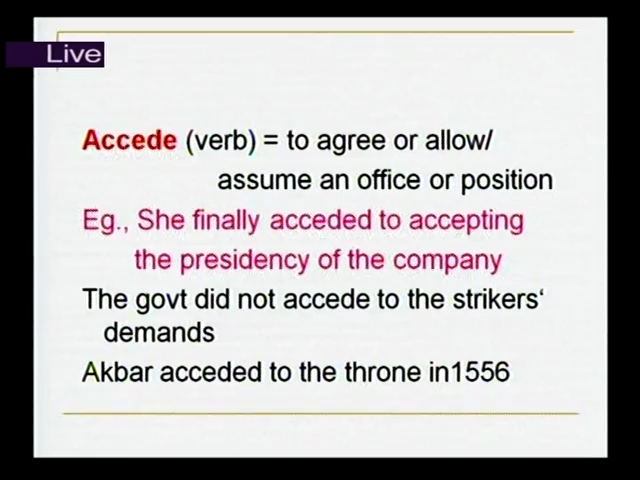 Live
Accede (verb) = to agree or allow/
assume an office or position
Eg., She finally acceded to accepting
the presidency of the company
The govt did not accede to the strikers‘
demands
Akbar acceded to the throne in1556